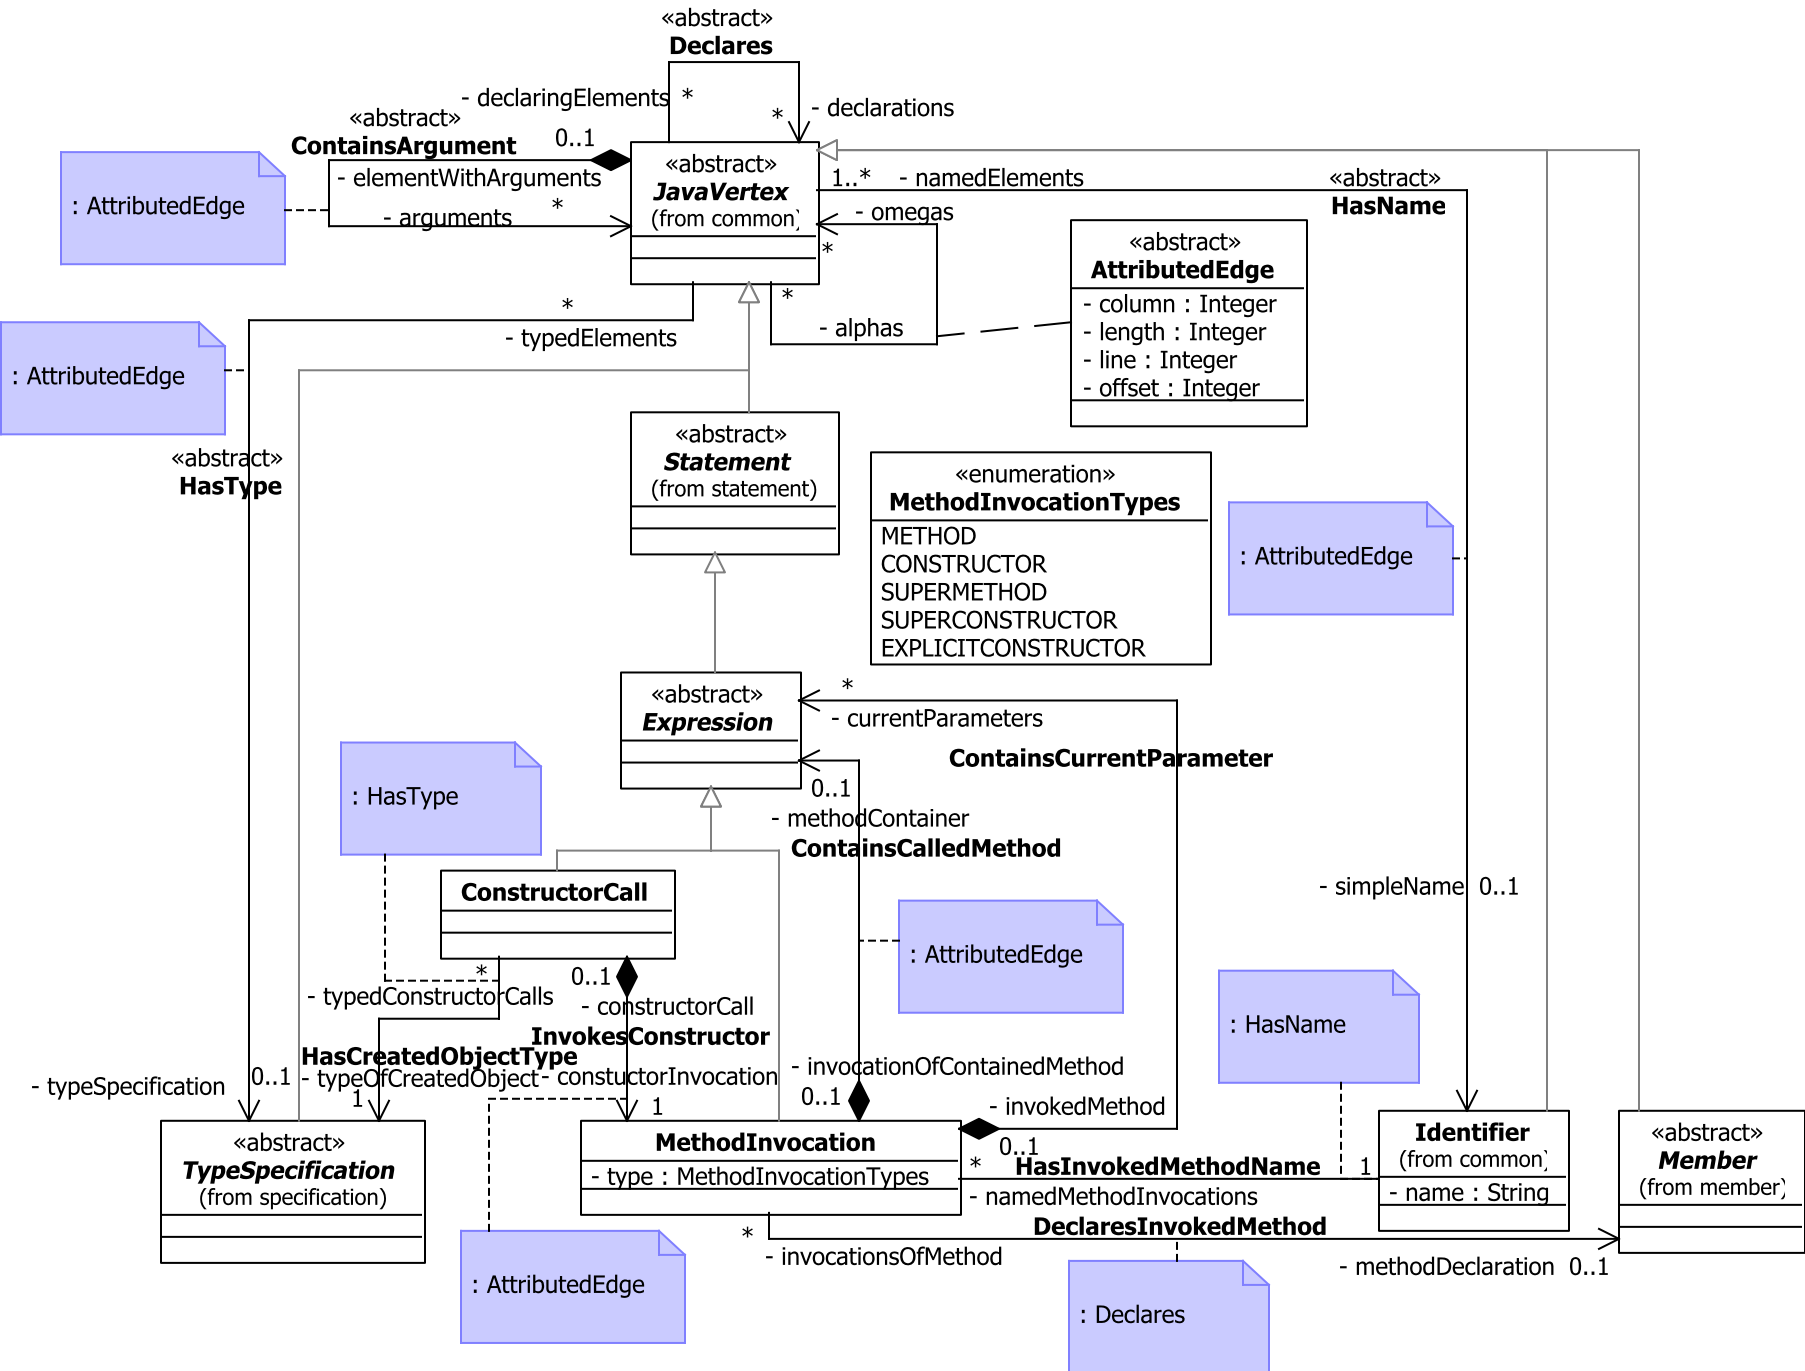 «abstract»
Declares
- declaringElements *
* - declarations
«abstract»
ContainsArgument
0..1
- elementWithArguments
- arguments *
: AttributedEdge
«abstract»
JavaVertex
(from common)
1..* - namedElements
«abstract»
HasName
- omegas
*
*
- alphas
«abstract»
AttributedEdge
- column : Integer
- length : Integer
- line : Integer
- offset : Integer
*
- typedElements
: AttributedEdge
«abstract»
HasType
«abstract»
Statement
(from statement)
«enumeration»
MethodInvocationTypes
METHOD
CONSTRUCTOR
SUPERMETHOD
SUPERCONSTRUCTOR
EXPLICITCONSTRUCTOR
: AttributedEdge
«abstract»
Expression
*
- currentParameters
ContainsCurrentParameter
0..1
- methodContainer
ContainsCalledMethod
: HasType
ConstructorCall
- simpleName 0..1
: AttributedEdge
*
- typedConstructorCalls
0..1
- constructorCall
InvokesConstructor
: HasName
HasCreatedObjectType
- typeOfCreatedObject
- constuctorInvocation
- invocationOfContainedMethod
- typeSpecification 0..1
1
1
0..1
- invokedMethod
0..1
«abstract»
TypeSpecification
(from specification)
MethodInvocation
- type : MethodInvocationTypes
* HasInvokedMethodName 1
- namedMethodInvocations
Identifier
(from common)
- name : String
«abstract»
Member
(from member)
*
- invocationsOfMethod
DeclaresInvokedMethod
- methodDeclaration 0..1
: AttributedEdge
: Declares